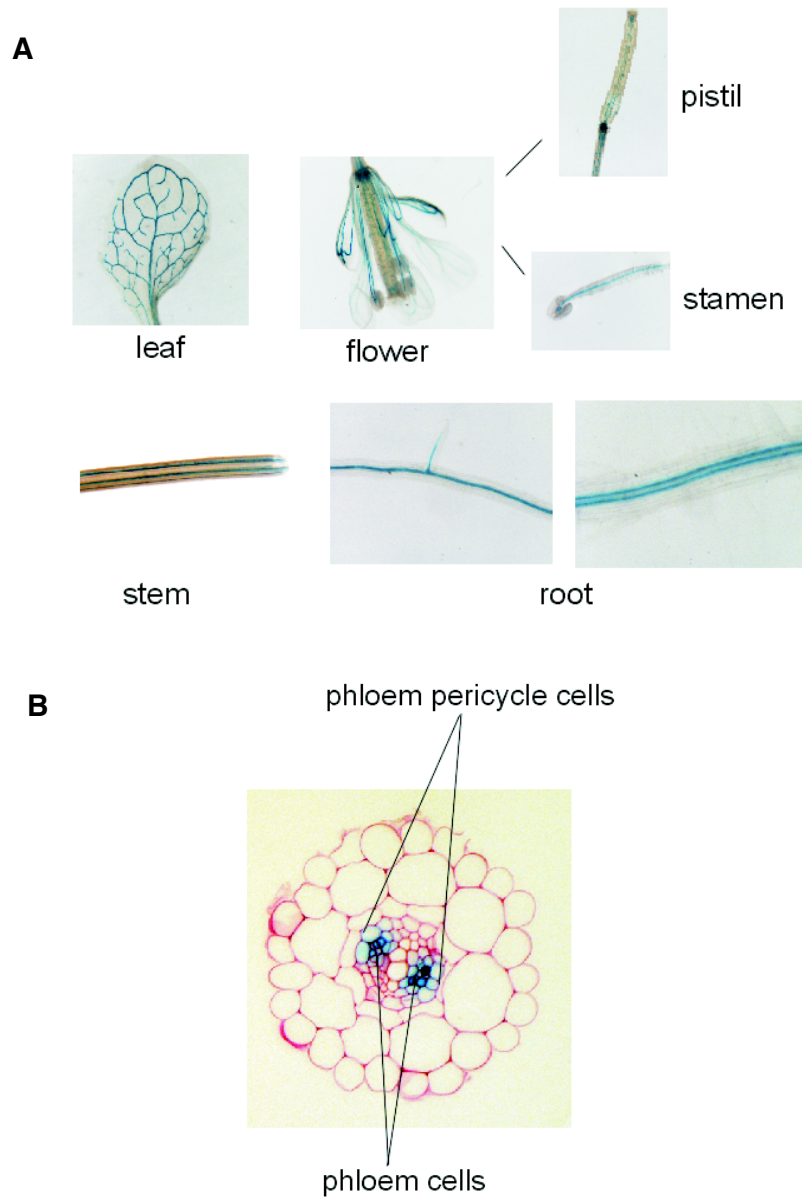 A
pistil
stamen
leaf
flower
stem
root
B
phloem pericycle cells
phloem cells